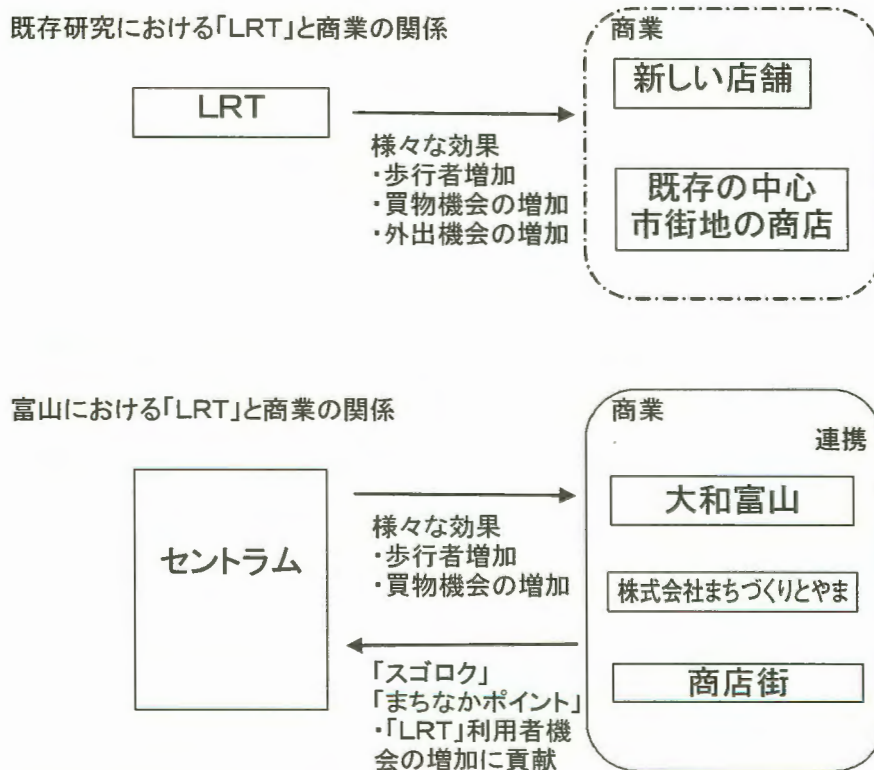 既存研究における「LRT」と商業の関係
商業
新しい店舗
LRT
様々な効果
・歩行者増加
・買物機会の増加
・外出機会の増加
既存の中心
市街地の商店
富山における「LRT」と商業の関係
商業
連携
大和富山
セントラム
様々な効果
・歩行者増加
・買物機会の増加
株式会社まちづくりとやま
「スゴロク」
「まちなかポイント」
・「LRT」利用者機
会の増加に貢献
商店街